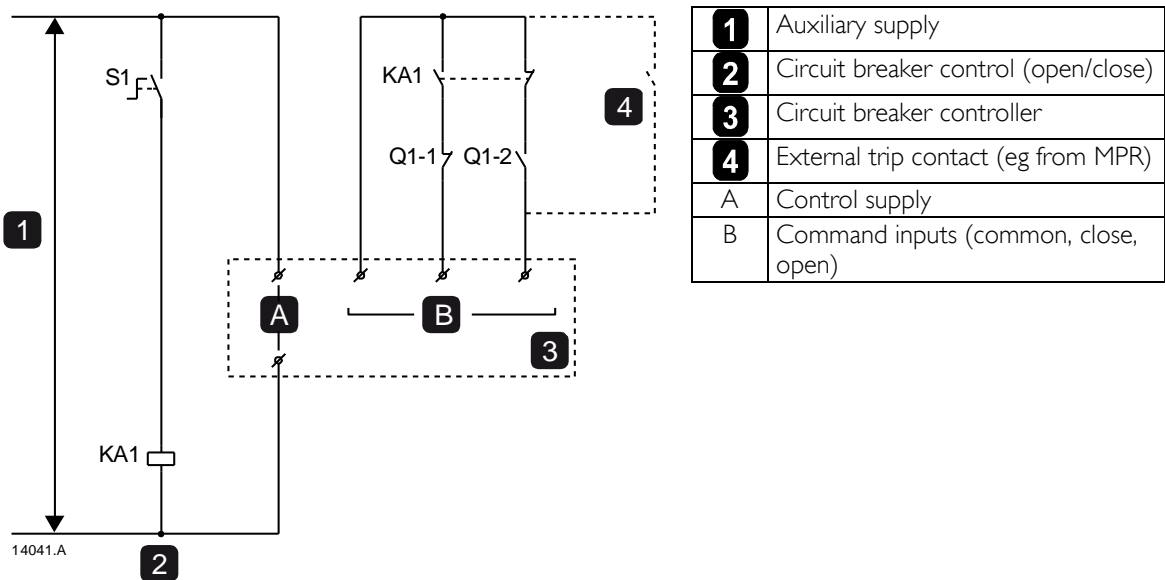 S1
KA1
4
Q1-1 Q1-2
1
A
B
3
KA1
14041.A
2
1 Auxiliary supply
2 Circuit breaker control (open/close)
3 Circuit breaker controller
4 External trip contact (eg from MPR)
A Control supply
B Command inputs (common, close,
open)